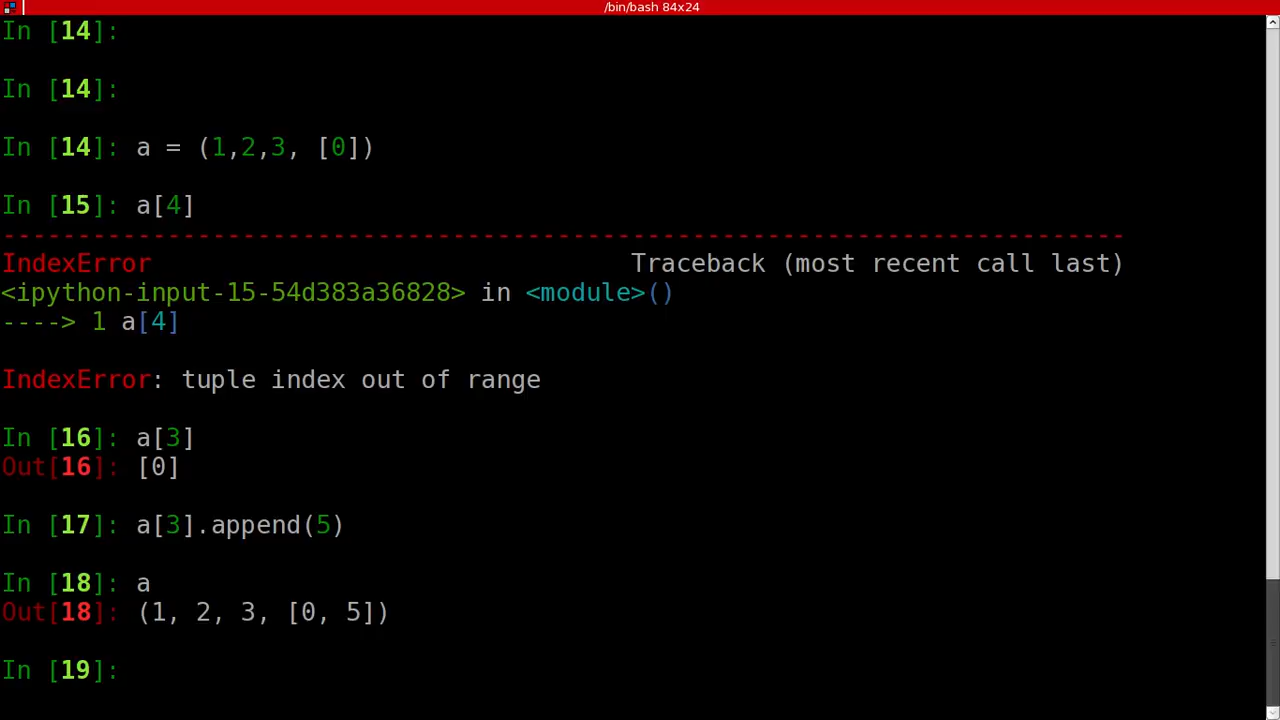 /bin/bash 84x24
In [14]:
In [14]:
In [14]: a = (1,2,3, [0])
In [15]: a[4]
---------------------------------------------------------------------------
IndexError                                Traceback (most recent call last)
<ipython-input-15-54d383a36828> in <module>()
----> 1 a[4]
IndexError: tuple index out of range
In [16]: a[3]
Out[16]: [0]
In [17]: a[3].append(5)
In [18]: a
Out[18]: (1, 2, 3, [0, 5])
In [19]: